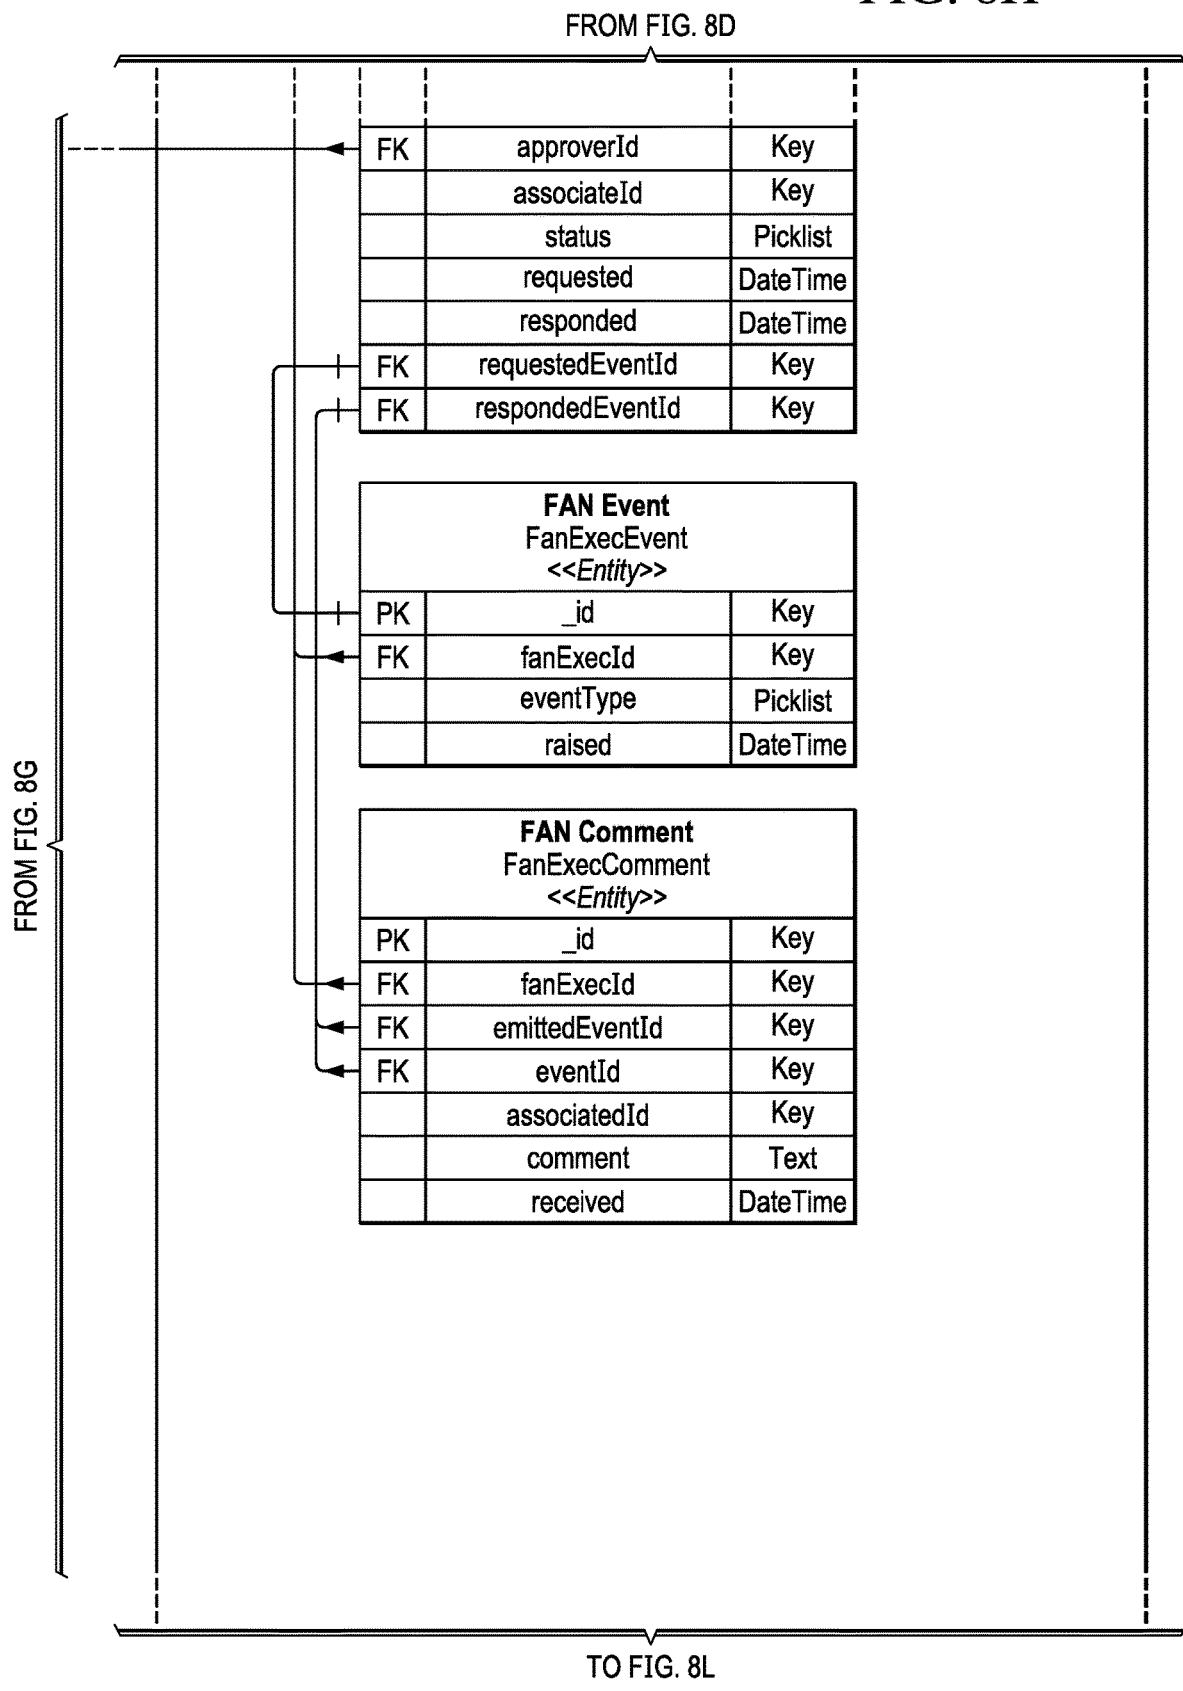 FROM FIG. 8D
FK approverId Key
associateId Key
status Picklist
requested DateTime
responded DateTime
FK requestedEventId Key
FK respondedEventId Key
FAN Event
FanExecEvent
<<Entity>>
PK _id Key
FK fanExecId Key
eventType Picklist
raised DateTime
FAN Comment
FanExecComment
<<Entity>>
PK _id Key
FK fanExecId Key
FK emittedEventId Key
FK eventId Key
associatedId Key
comment Text
received DateTime
FROM FIG. 8G
TO FIG. 8L